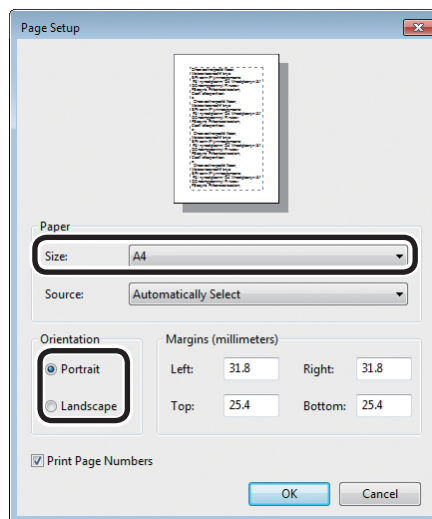 Page Setup
Paper
Size: A4
Source: Automatically Select
Orientation Margins (millimeters)
Portrait Left: 31.8 Right: 31.8
Landscape Top: 25.4 Bottom: 25.4
Print Page Numbers
OK Cancel